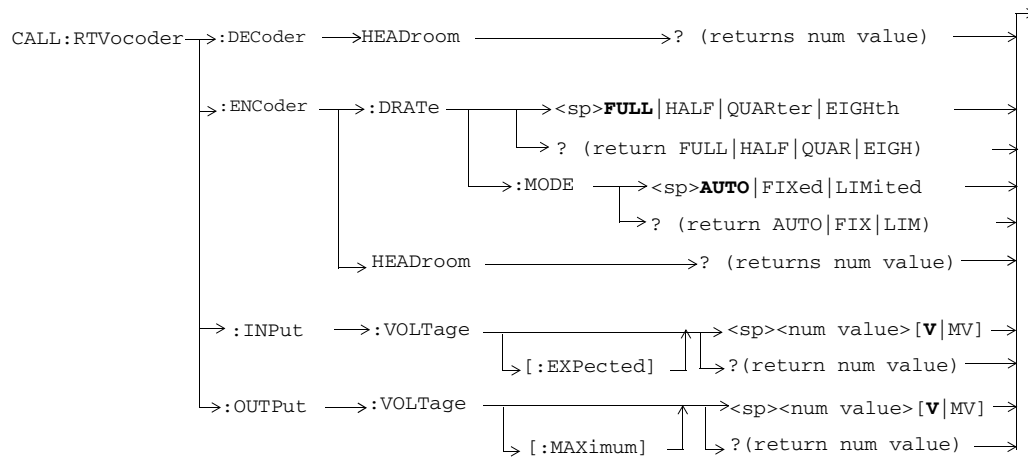 CALL:RTVocoder :DECoder HEADroom ? (returns num value)
:ENCoder :DRATe <sp>FULL|HALF|QUARter|EIGHth
? (return FULL|HALF|QUAR|EIGH)
:MODE <sp>AUTO|FIXed|LIMited
? (return AUTO|FIX|LIM)
HEADroom ? (returns num value)
:INPut :VOLTage <sp><num value>[V|MV]
[:EXPected] ?(return num value)
:OUTPut :VOLTage <sp><num value>[V|MV]
[:MAXimum] ?(return num value)